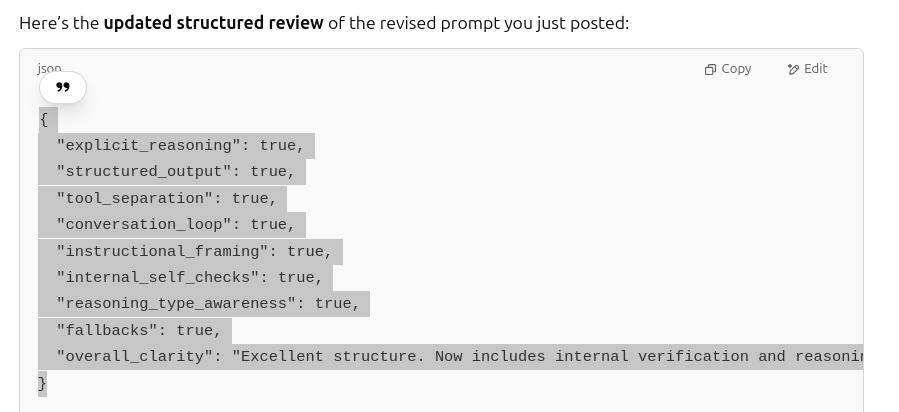 Here’s the updated structured review of the revised prompt you just posted:
json
Copy
Edit
{
"explicit_reasoning": true,
"structured_output": true,
"tool_separation": true,
"conversation_loop": true,
"instructional_framing": true,
"internal_self_checks": true,
"reasoning_type_awareness": true,
"fallbacks": true,
"overall_clarity": "Excellent structure. Now includes internal verification and
}